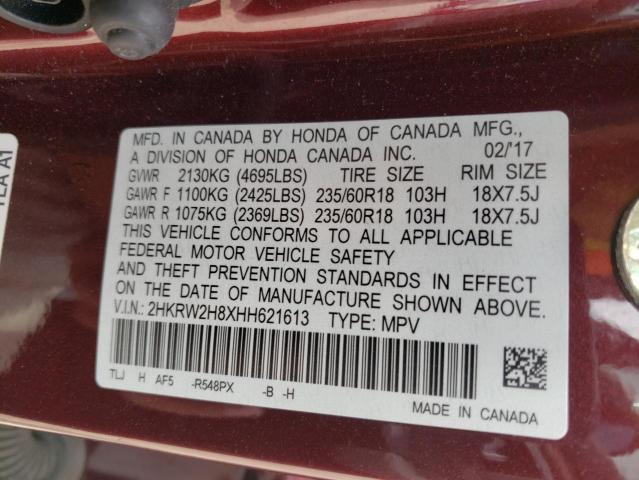 MFD. IN CANADA BY HONDA OF CANADA MFG.,
A DIVISION OF HONDA CANADA INC. 02/'17
GVWR 2130KG (4695LBS) TIRE SIZE RIM SIZE
GAWR F 1100KG (2425LBS) 235/60R18 103H 18X7.5J
GAWR R 1075KG (2369LBS) 235/60R18 103H 18X7.5J
THIS VEHICLE CONFORMS TO ALL APPLICABLE
FEDERAL MOTOR VEHICLE SAFETY
AND THEFT PREVENTION STANDARDS IN EFFECT
ON THE DATE OF MANUFACTURE SHOWN ABOVE.
V.I.N.: 2HKRW2H8XHH621613 TYPE: MPV
TLJ H AF5 -R548PX -B -H
MADE IN CANADA
TLA A1